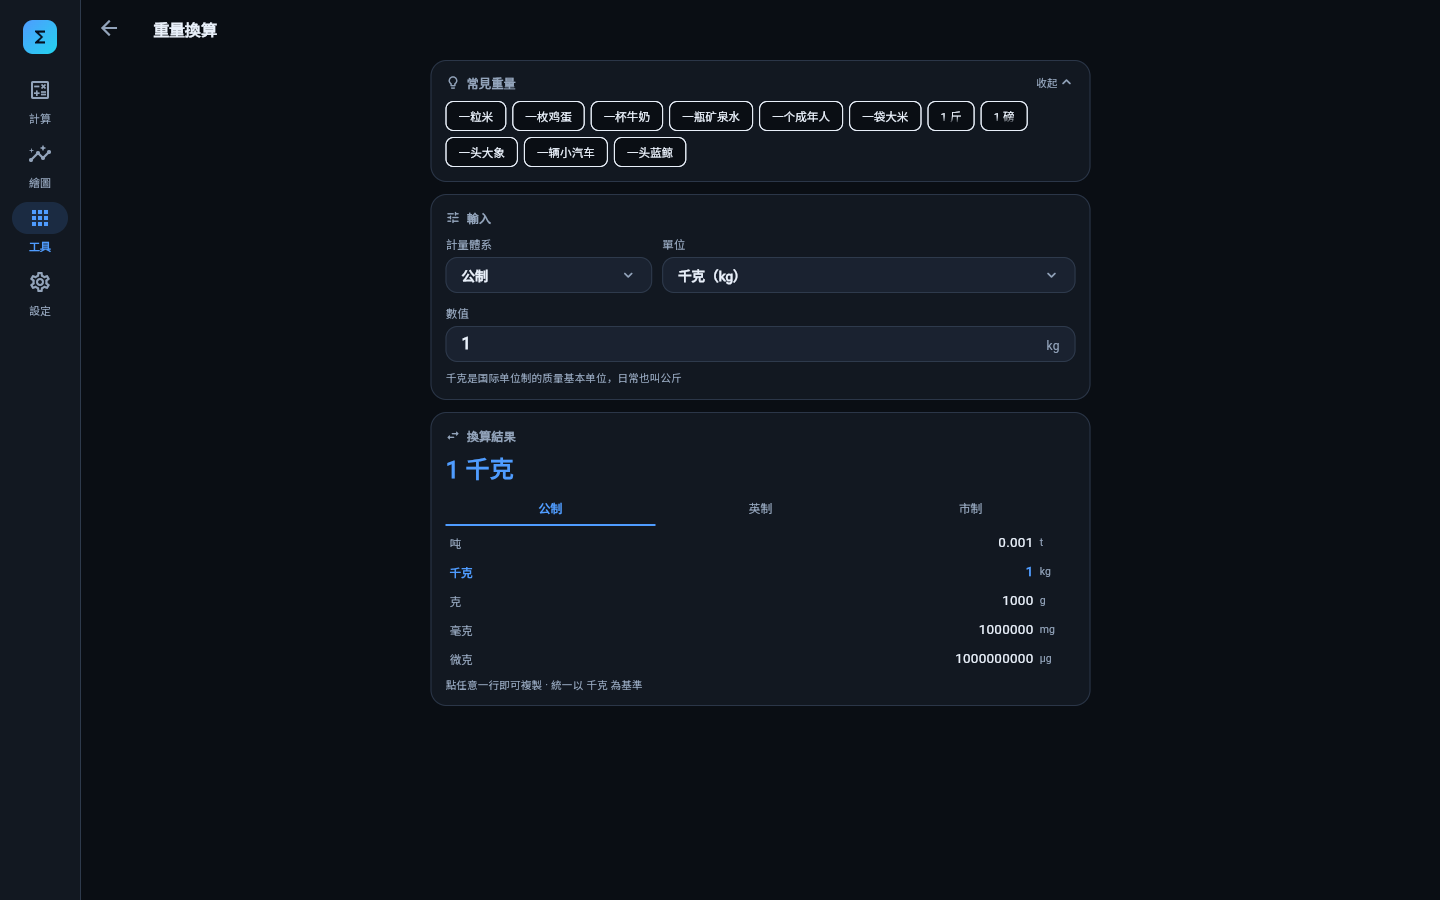 Σ
重量換算
計算
繪圖
工具
設定
常見重量
收起
一粒米
一枚鸡蛋
一杯牛奶
一瓶矿泉水
一个成年人
一袋大米
1 斤
1 磅
一头大象
一辆小汽车
一头蓝鲸
輸入
計量體系
單位
公制
千克（kg）
數值
1
kg
千克是国际单位制的质量基本单位，日常也叫公斤
換算結果
1 千克
公制
英制
市制
吨 0.001 t
千克 1 kg
克 1000 g
毫克 1000000 mg
微克 1000000000 μg
點任意一行即可複製 · 統一以 千克 為基準